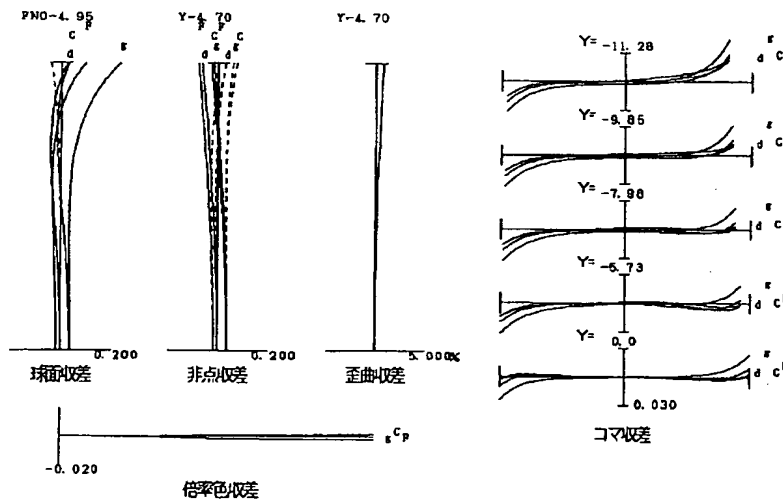 FNO-4.95
C F
d g
0.200
球面収差
Y-4.70
F F C
d g d g
0.200
非点収差
Y-4.70
5.000%
歪曲収差
-0.020
g C F
倍率色収差
Y= -11.28
g
d C
Y= -9.85
g
d C
Y= -7.98
g
d C
Y= -5.73
g
d C
Y= 0.0
g
d C
0.030
コマ収差